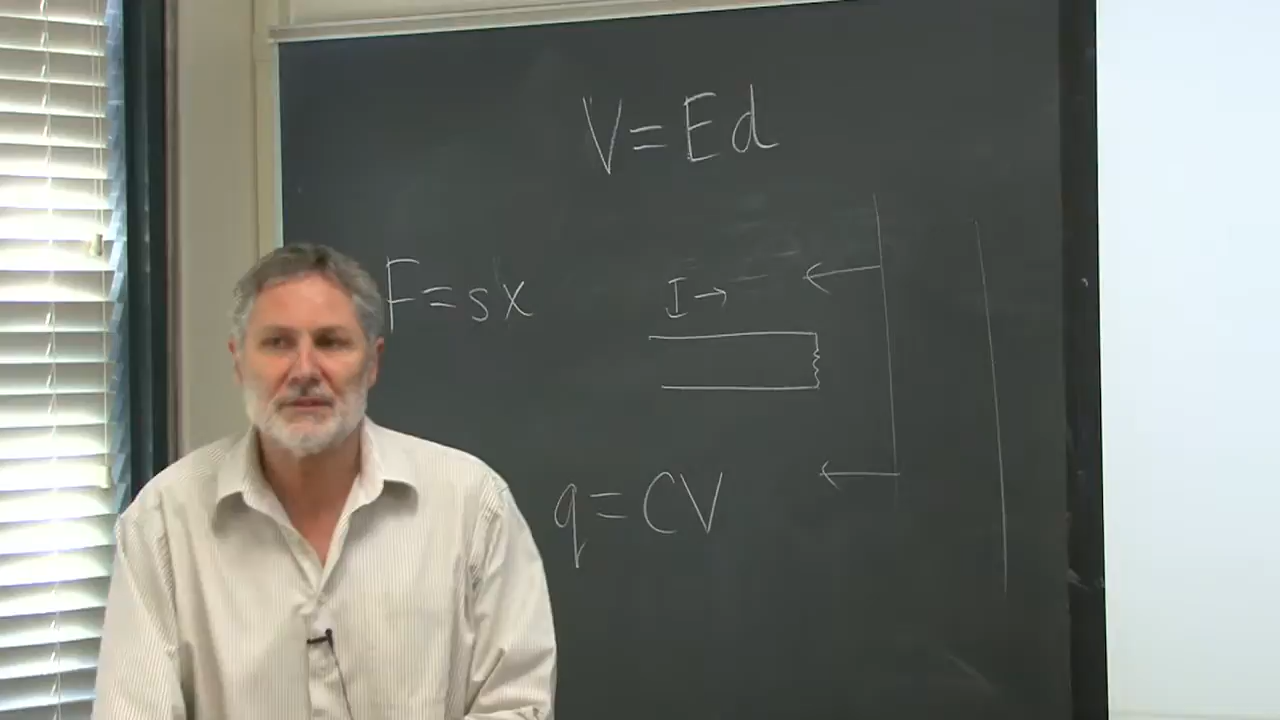 V = Ed
F = sx
I →
q = CV